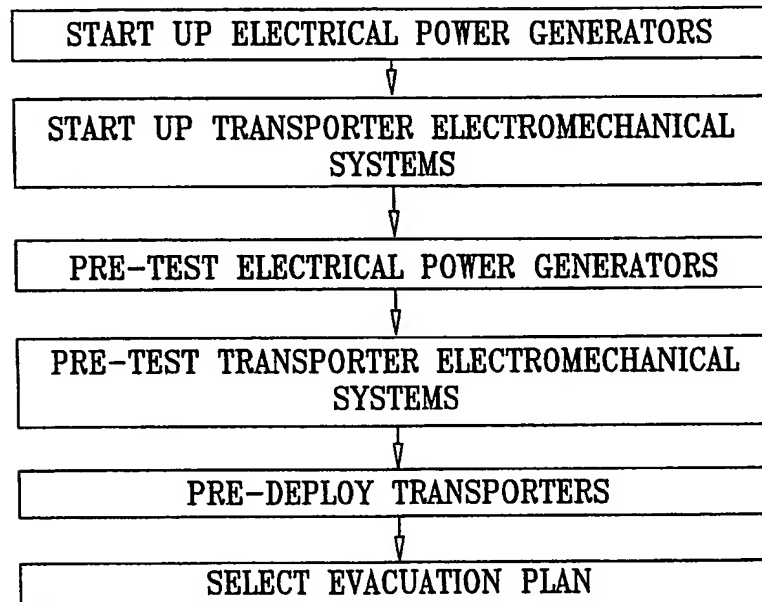 START UP ELECTRICAL POWER GENERATORS
START UP TRANSPORTER ELECTROMECHANICAL
SYSTEMS
PRE-TEST ELECTRICAL POWER GENERATORS
PRE-TEST TRANSPORTER ELECTROMECHANICAL
SYSTEMS
PRE-DEPLOY TRANSPORTERS
SELECT EVACUATION PLAN